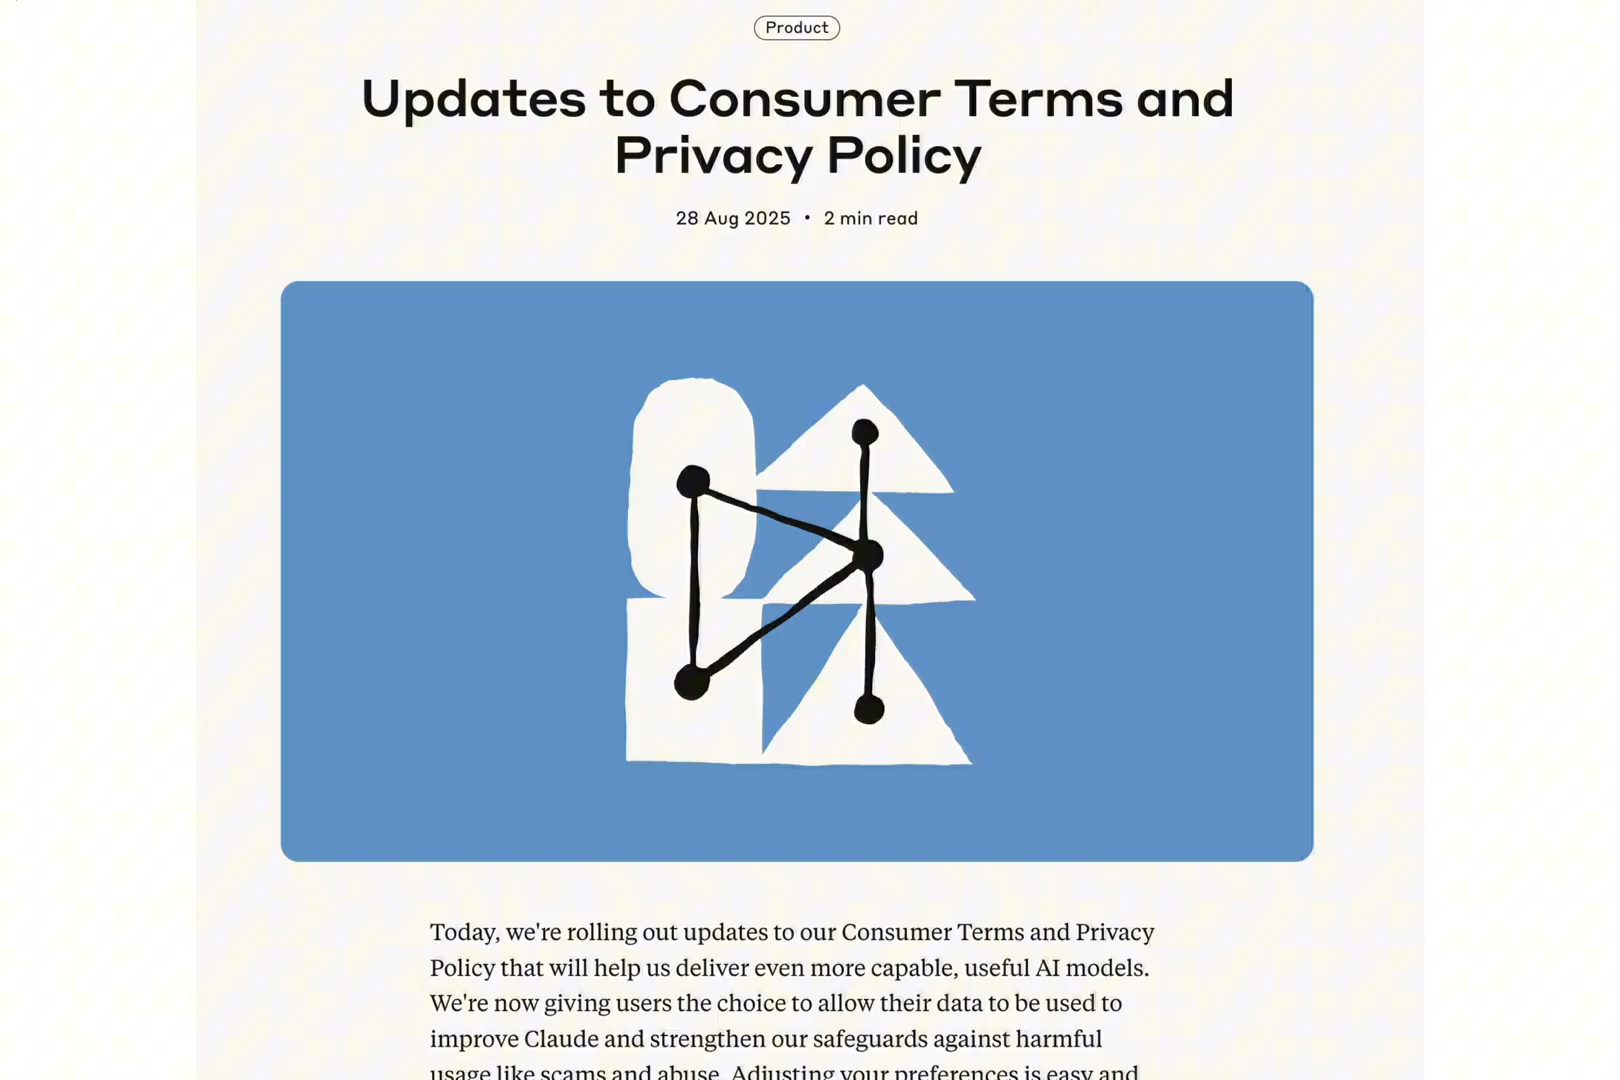 Product
Updates to Consumer Terms and
Privacy Policy
28 Aug 2025 • 2 min read
Today, we're rolling out updates to our Consumer Terms and Privacy
Policy that will help us deliver even more capable, useful AI models.
We're now giving users the choice to allow their data to be used to
improve Claude and strengthen our safeguards against harmful
usage like scams and abuse. Adjusting your preferences is easy and